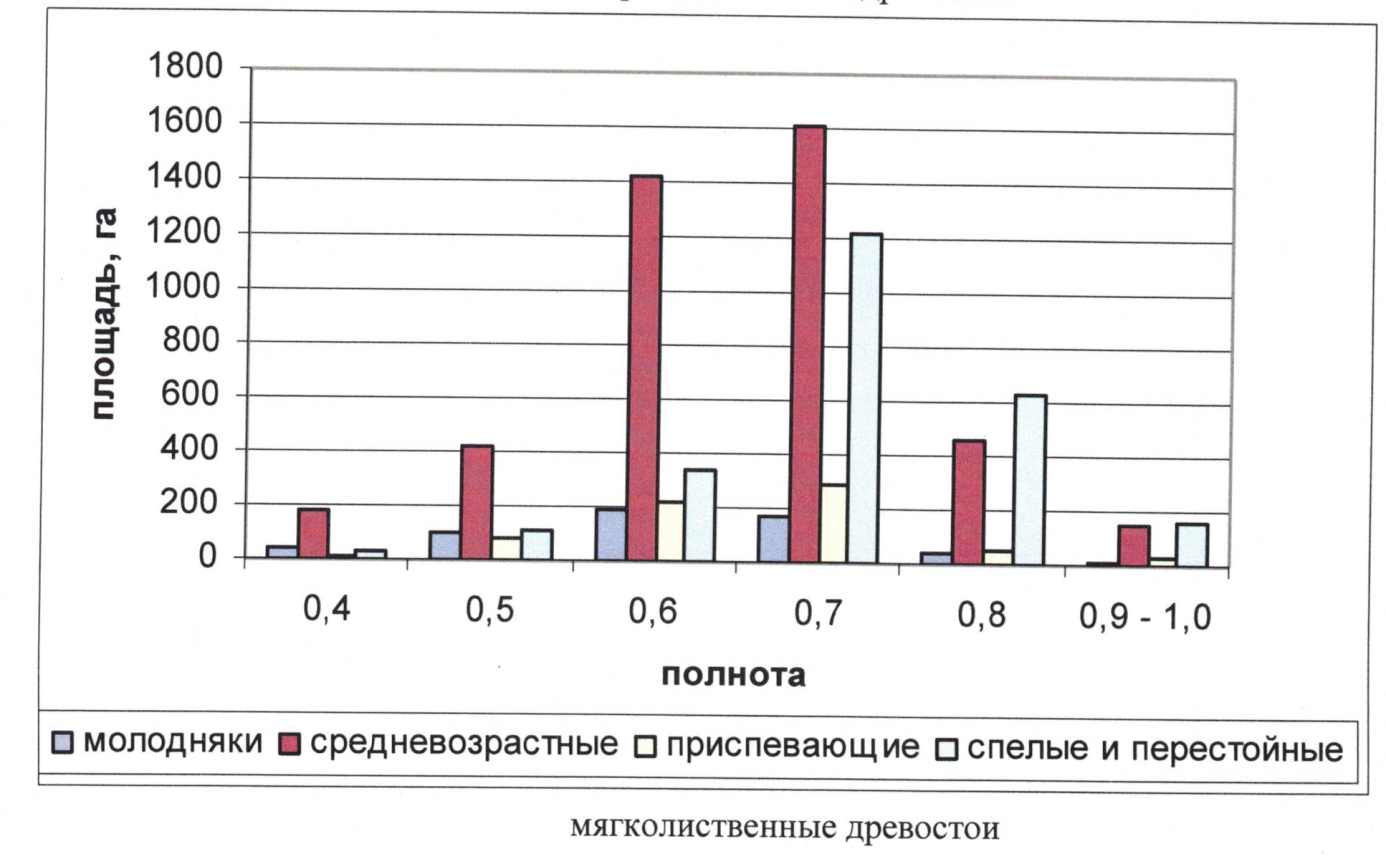 1800
1600
1400
1200
1000
800
600
400
200
0
площадь, га
0,4 0,5 0,6 0,7 0,8 0,9 - 1,0
полнота
молодняки средневозрастные приспевающие спелые и перестойные
мягколиственные древостои